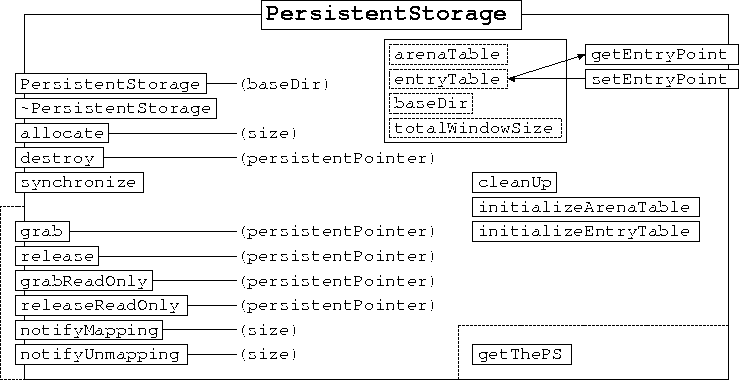 PersistentStorage
arenaTable
getEntryPoint
PersistentStorage (baseDir)
entryTable
setEntryPoint
~PersistentStorage
baseDir
allocate (size)
totalWindowSize
destroy (persistentPointer)
synchronize
cleanUp
initializeArenaTable
grab (persistentPointer)
initializeEntryTable
release (persistentPointer)
grabReadOnly (persistentPointer)
releaseReadOnly (persistentPointer)
notifyMapping (size)
notifyUnmapping (size)
getThePS